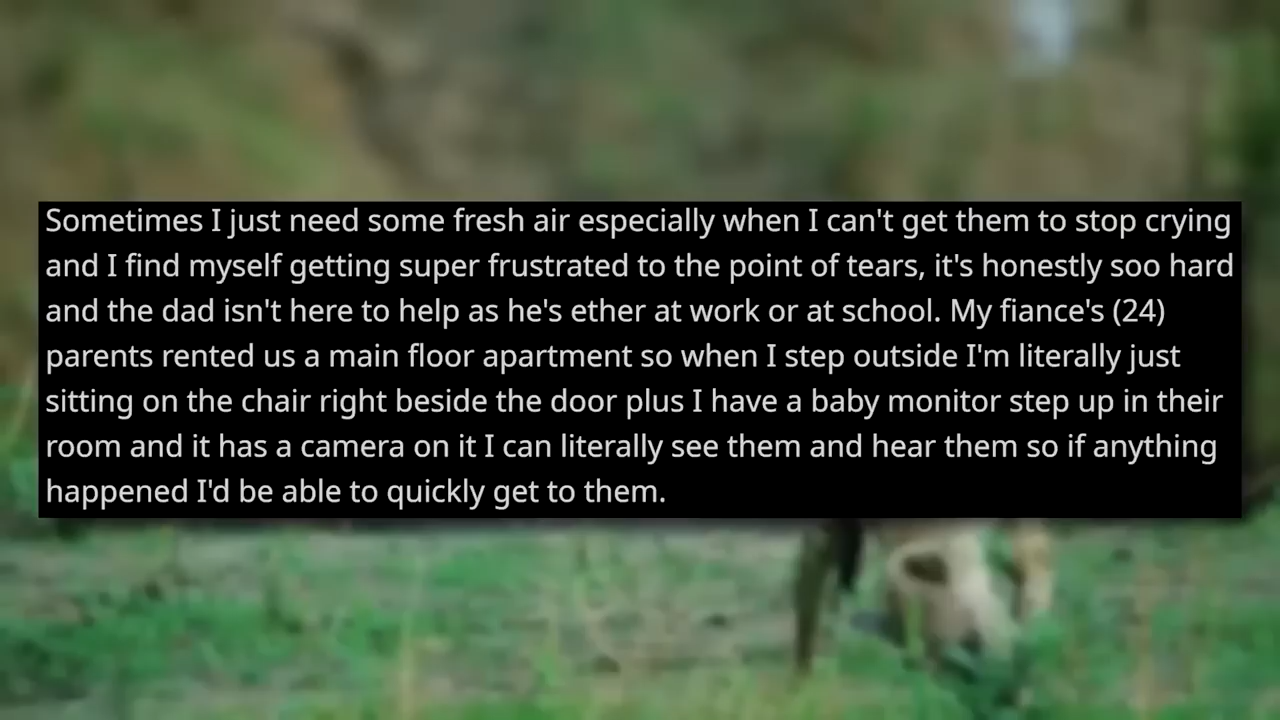 Sometimes I just need some fresh air especially when I can't get them to stop crying
and I find myself getting super frustrated to the point of tears, it's honestly soo hard
and the dad isn't here to help as he's ether at work or at school. My fiance's (24)
parents rented us a main floor apartment so when I step outside I'm literally just
sitting on the chair right beside the door plus I have a baby monitor step up in their
room and it has a camera on it I can literally see them and hear them so if anything
happened I'd be able to quickly get to them.